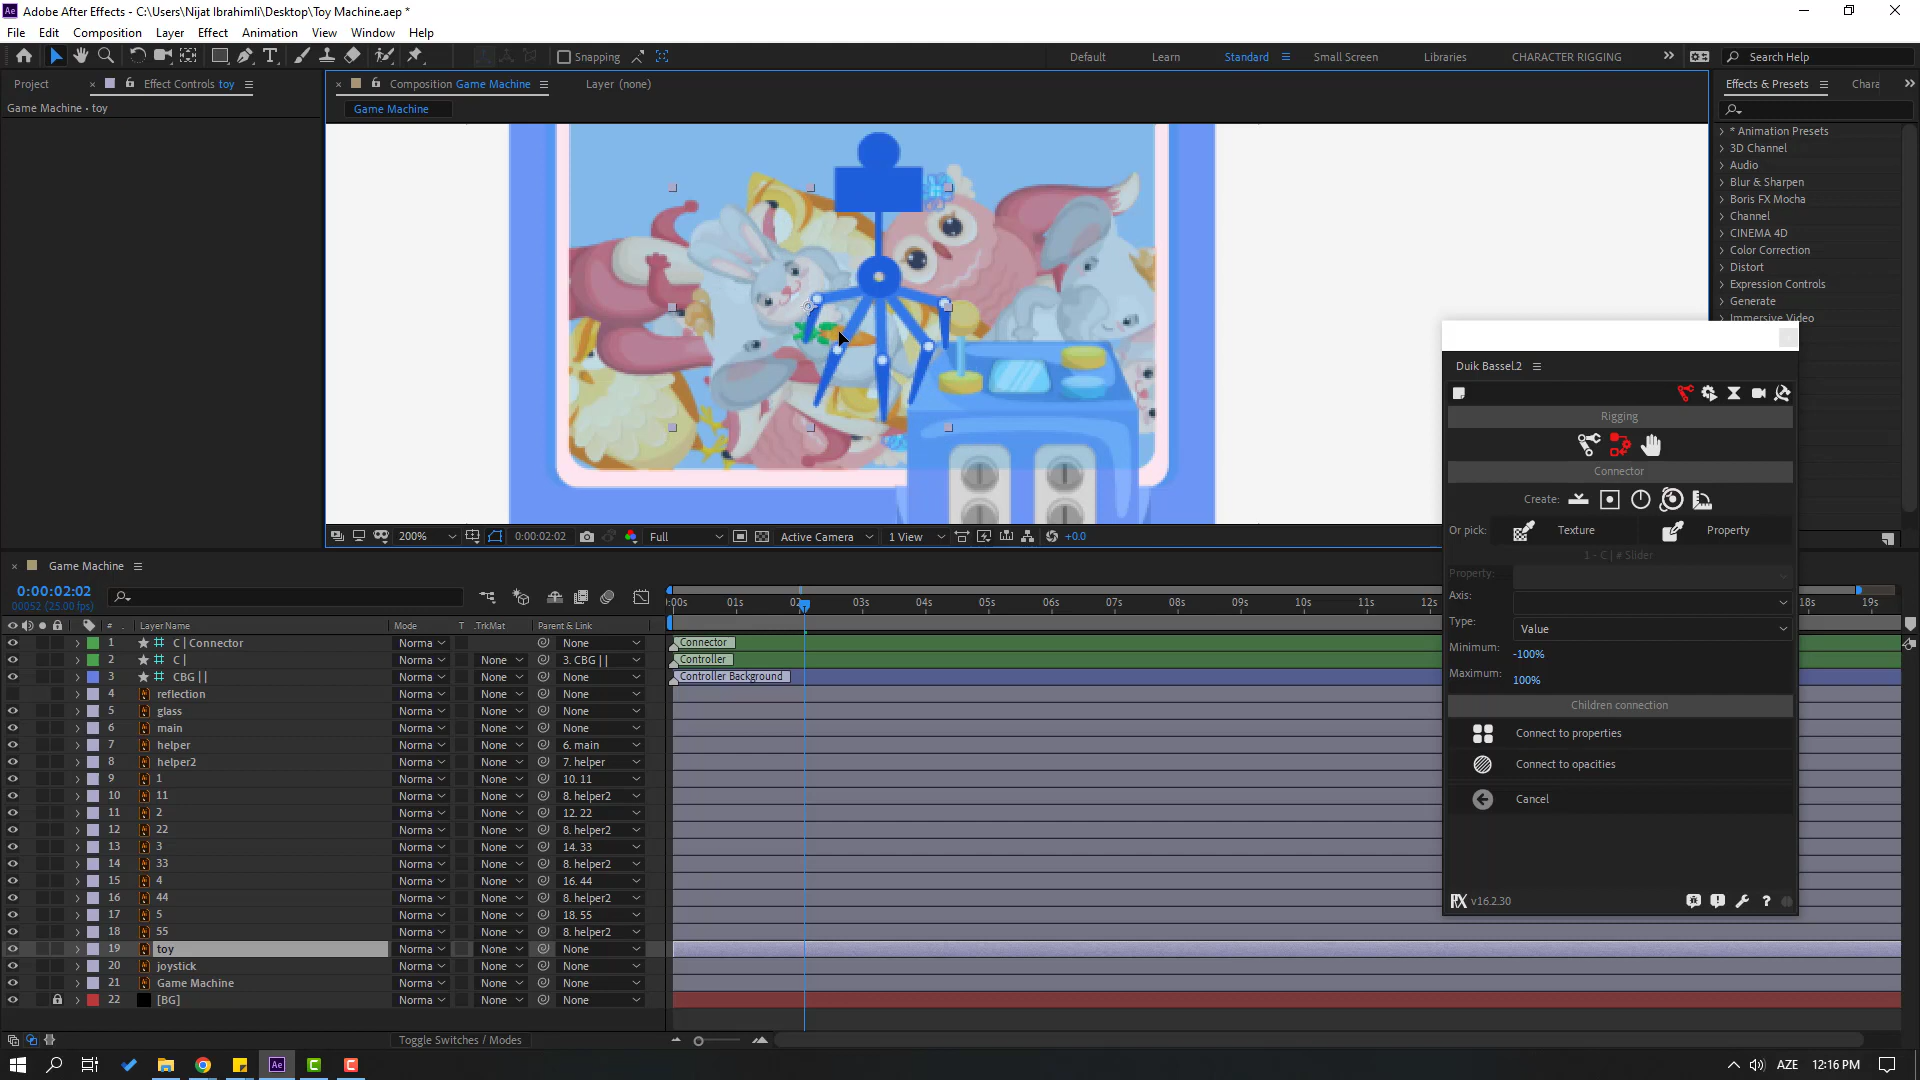 Adobe After Effects - C:\Users\Nijat Ibrahimli\Desktop\Toy Machine.aep *
File Edit Composition Layer Effect Animation View Window Help
Snapping
Default Learn Standard Small Screen Libraries CHARACTER RIGGING Search Help
Project Effect Controls toy
Composition Game Machine Layer (none)
Effects & Presets Chara
Game Machine • toy
Game Machine
* Animation Presets
3D Channel
Audio
Blur & Sharpen
Boris FX Mocha
Channel
CINEMA 4D
Color Correction
Distort
Expression Controls
Generate
Immersive Video
Duik Bassel.2
Rigging
Connector
Create:
Or pick: Texture Property
1 - C | # Slider
Property:
Axis:
Type: Value
Minimum: -100%
Maximum: 100%
Children connection
Connect to properties
Connect to opacities
Cancel
v16.2.30
200% 0:00:02:02 Full Active Camera 1 View +0.0
Game Machine
0:00:02:02
00052 (25.00 fps)
:00s 01s 02 03s 04s 05s 06s 07s 08s 09s 10s 11s 12s 18s 19s
# Layer Name Mode T .TrkMat Parent & Link
1 C | Connector Norma None Connector
2 C | Norma None 3. CBG | | Controller
3 CBG | | Norma None None Controller Background
4 reflection Norma None None
5 glass Norma None None
6 main Norma None None
7 helper Norma None 6. main
8 helper2 Norma None 7. helper
9 1 Norma None 10. 11
10 11 Norma None 8. helper2
11 2 Norma None 12. 22
12 22 Norma None 8. helper2
13 3 Norma None 14. 33
14 33 Norma None 8. helper2
15 4 Norma None 16. 44
16 44 Norma None 8. helper2
17 5 Norma None 18. 55
18 55 Norma None 8. helper2
19 toy Norma None None
20 joystick Norma None None
21 Game Machine Norma None None
22 [BG] Norma None None
Toggle Switches / Modes
AZE 12:16 PM